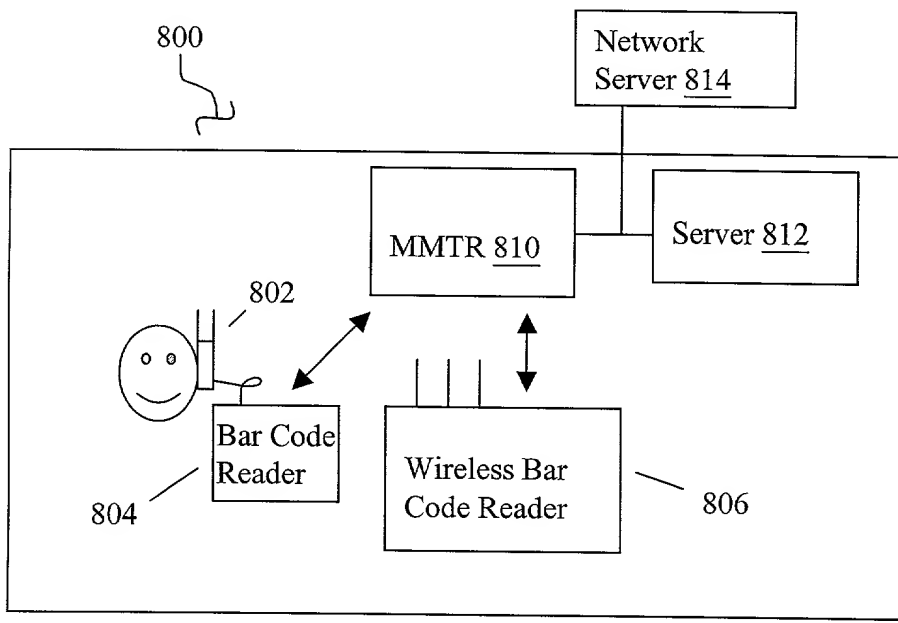 800
Network
Server 814
MMTR 810
Server 812
802
Bar Code
Reader
804
Wireless Bar
Code Reader
806